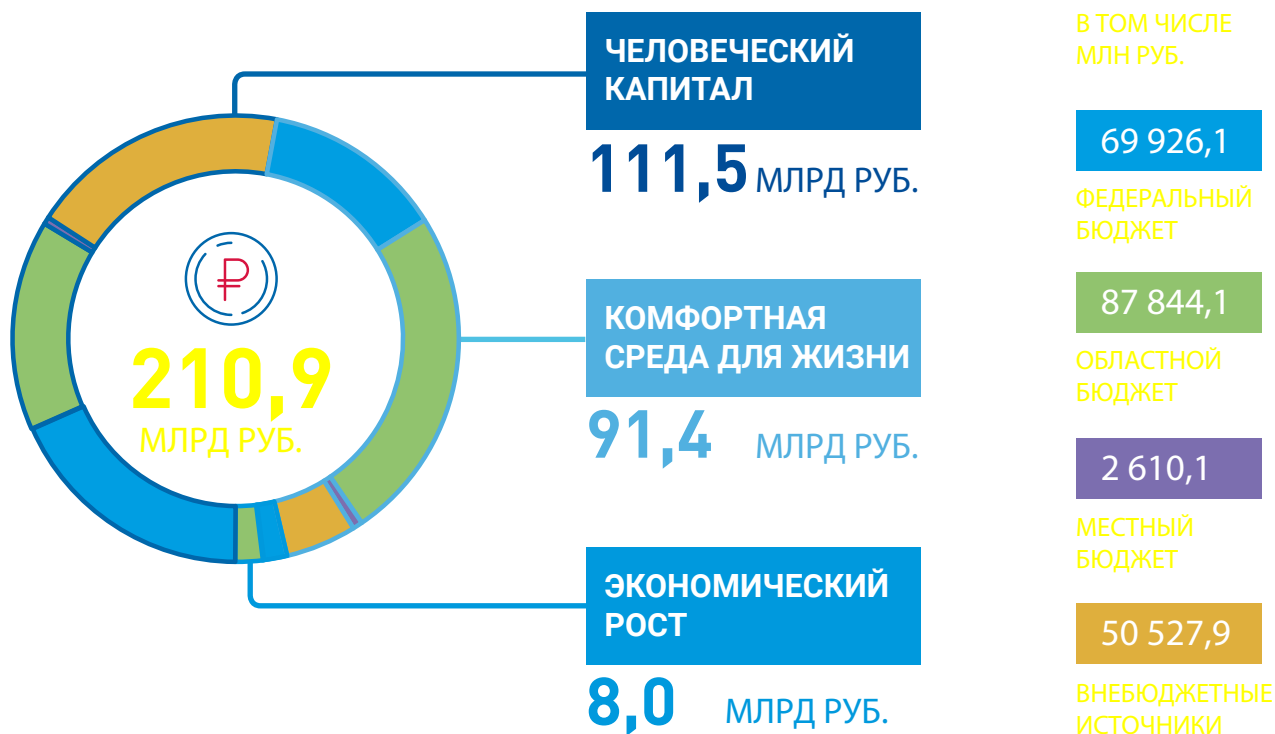 ЧЕЛОВЕЧЕСКИЙ
КАПИТАЛ
111,5 МЛРД РУБ.
210,9
МЛРД РУБ.
КОМФОРТНАЯ
СРЕДА ДЛЯ ЖИЗНИ
91,4 МЛРД РУБ.
ЭКОНОМИЧЕСКИЙ
РОСТ
8,0 МЛРД РУБ.
В ТОМ ЧИСЛЕ
МЛН РУБ.
69 926,1
ФЕДЕРАЛЬНЫЙ
БЮДЖЕТ
87 844,1
ОБЛАСТНОЙ
БЮДЖЕТ
2 610,1
МЕСТНЫЙ
БЮДЖЕТ
50 527,9
ВНЕБЮДЖЕТНЫЕ
ИСТОЧНИКИ